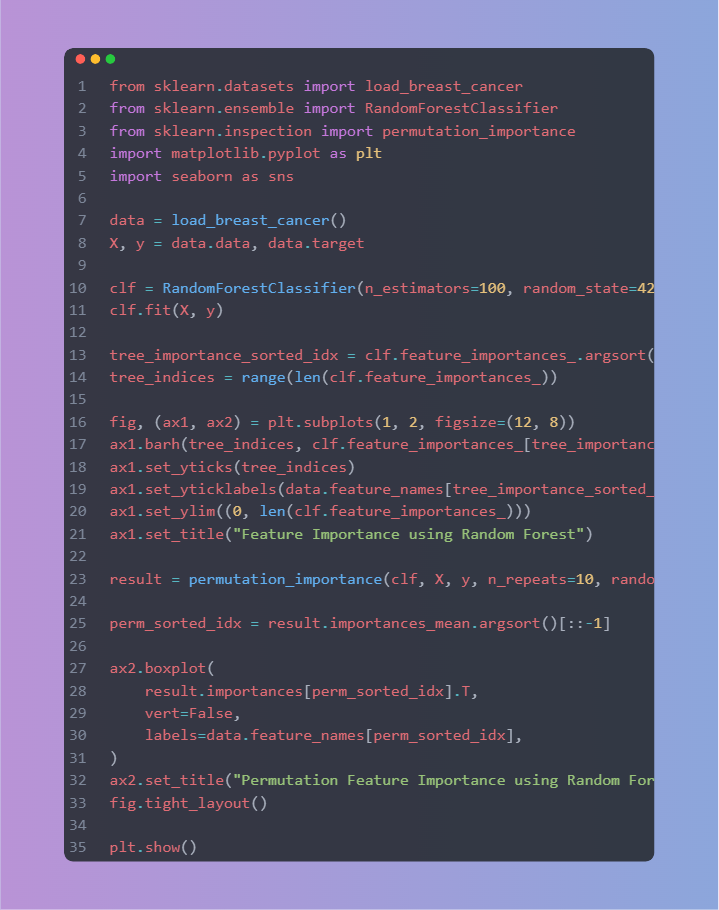 1 from sklearn.datasets import load_breast_cancer
2 from sklearn.ensemble import RandomForestClassifier
3 from sklearn.inspection import permutation_importance
4 import matplotlib.pyplot as plt
5 import seaborn as sns
6
7 data = load_breast_cancer()
8 X, y = data.data, data.target
9
10 clf = RandomForestClassifier(n_estimators=100, random_state=42
11 clf.fit(X, y)
12
13 tree_importance_sorted_idx = clf.feature_importances_.argsort(
14 tree_indices = range(len(clf.feature_importances_))
15
16 fig, (ax1, ax2) = plt.subplots(1, 2, figsize=(12, 8))
17 ax1.barh(tree_indices, clf.feature_importances_[tree_importanc
18 ax1.set_yticks(tree_indices)
19 ax1.set_yticklabels(data.feature_names[tree_importance_sorted_
20 ax1.set_ylim((0, len(clf.feature_importances_)))
21 ax1.set_title("Feature Importance using Random Forest")
22
23 result = permutation_importance(clf, X, y, n_repeats=10, rando
24
25 perm_sorted_idx = result.importances_mean.argsort()[::-1]
26
27 ax2.boxplot(
28     result.importances[perm_sorted_idx].T,
29     vert=False,
30     labels=data.feature_names[perm_sorted_idx],
31 )
32 ax2.set_title("Permutation Feature Importance using Random For
33 fig.tight_layout()
34
35 plt.show()